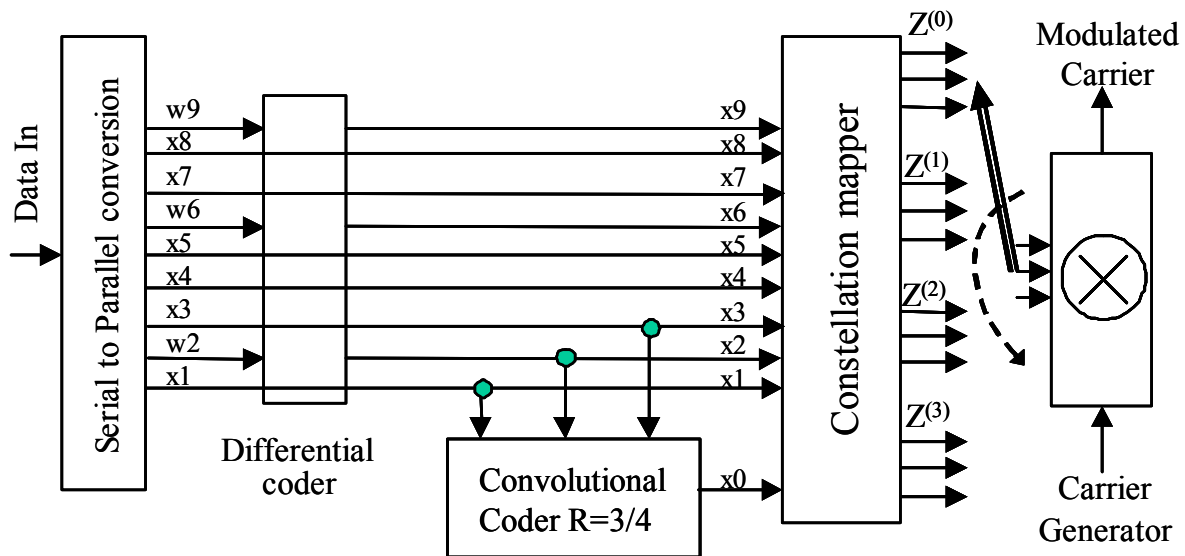 Data In
Serial to Parallel conversion
w9
x8
x7
w6
x5
x4
x3
w2
x1
Differential
coder
x9
x8
x7
x6
x5
x4
x3
x2
x1
Convolutional
Coder R=3/4
x0
Constellation mapper
Z(0)
Z(1)
Z(2)
Z(3)
Modulated
Carrier
Carrier
Generator